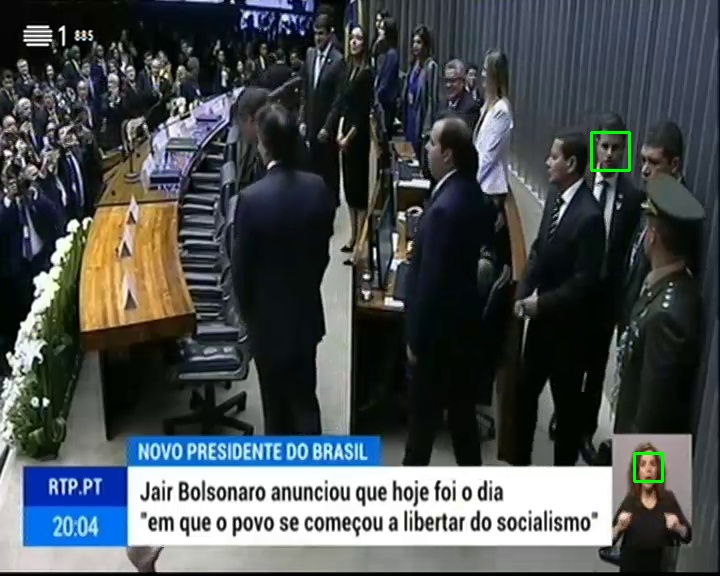 1 885
NOVO PRESIDENTE DO BRASIL
RTP.PT
Jair Bolsonaro anunciou que hoje foi o dia
20:04
"em que o povo se começou a libertar do socialismo"